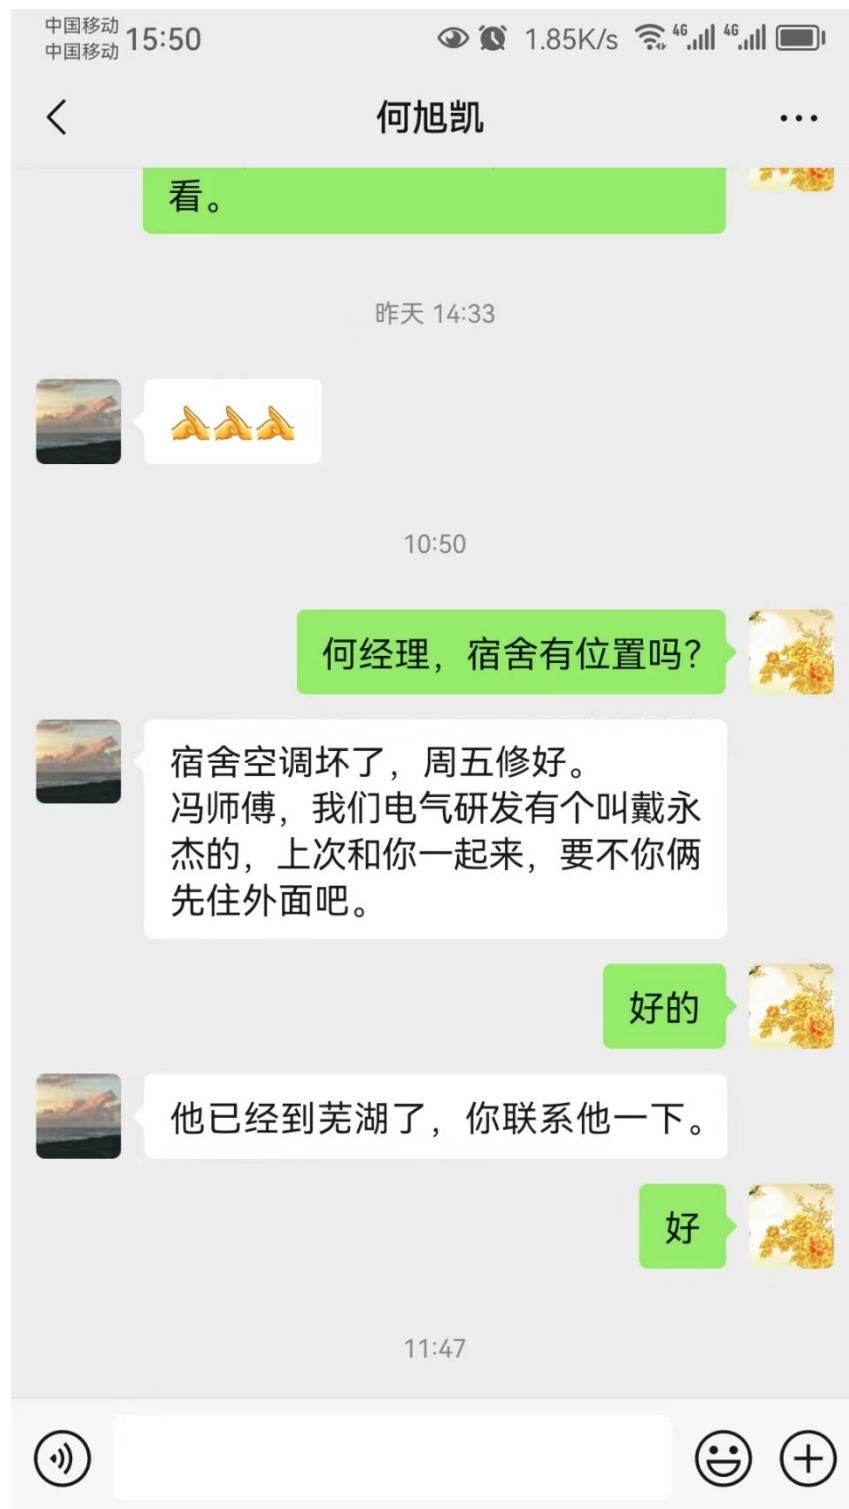 中国移动
中国移动 15:50 1.85K/s 4G 4G
何旭凯
看。
昨天 14:33
10:50
何经理，宿舍有位置吗?
宿舍空调坏了，周五修好。
冯师傅，我们电气研发有个叫戴永
杰的，上次和你一起来，要不你俩
先住外面吧。
好的
他已经到芜湖了，你联系他一下。
好
11:47